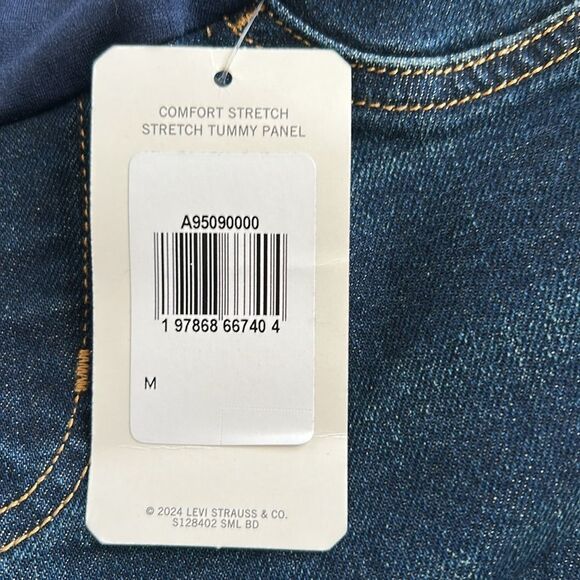 COMFORT STRETCH
STRETCH TUMMY PANEL
A95090000
1 97868 66740 4
M
© 2024 LEVI STRAUSS & CO.
S128402 SML BD